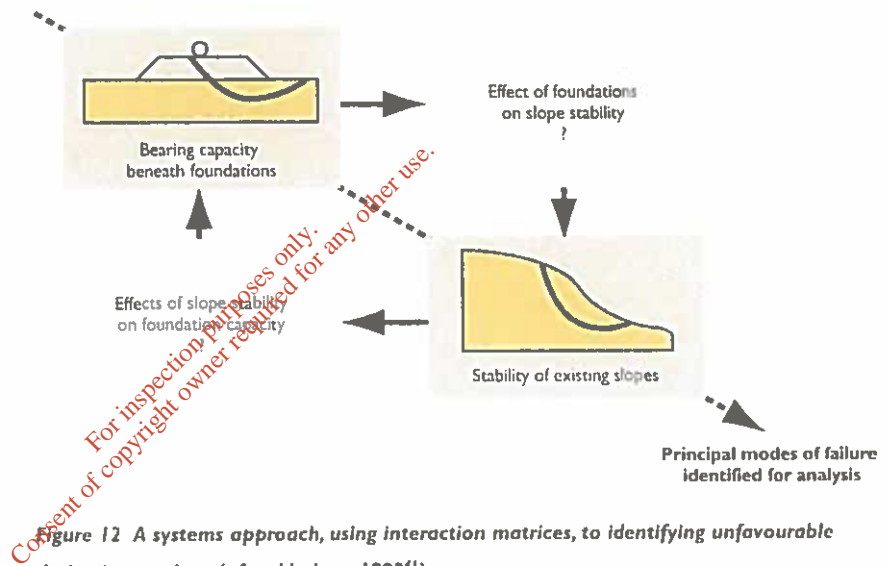 Bearing capacity
beneath foundations
Effect of foundations
on slope stability
?
Effects of slope stability
on foundation capacity
Stability of existing slopes
Principal modes of failure
identified for analysis
For inspection purposes only.
Consent of copyright owner required for any other use.
Figure 12 A systems approach, using interaction matrices, to identifying unfavourable